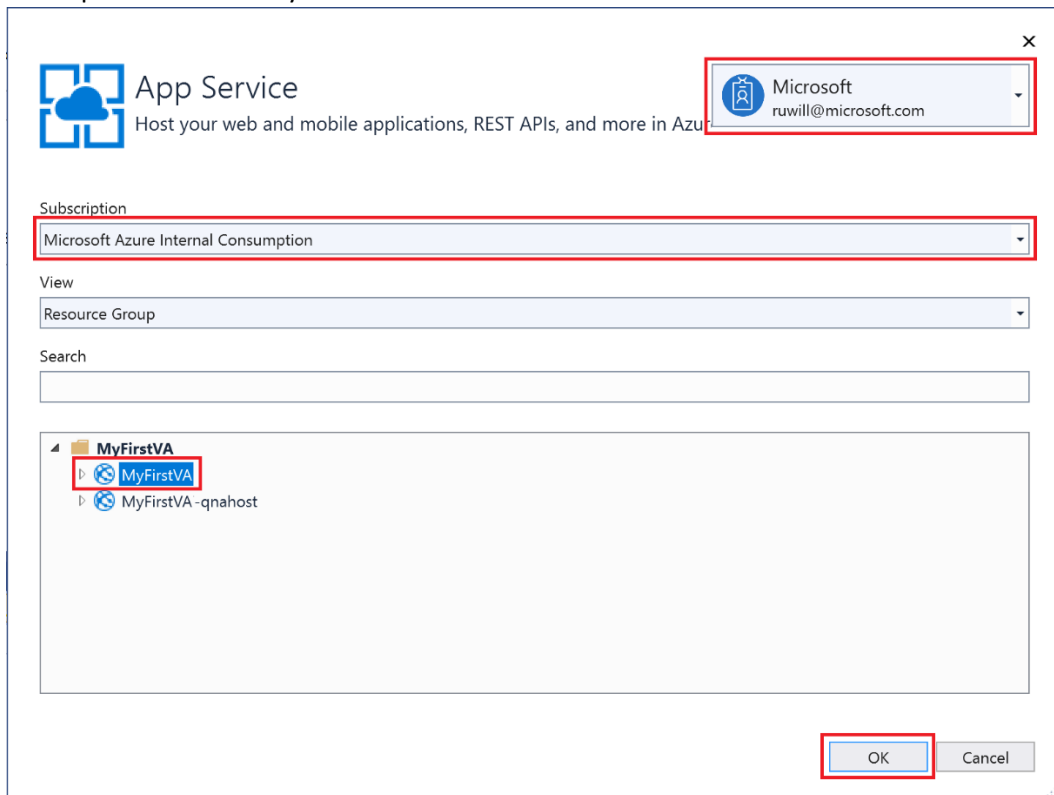 App Service
Host your web and mobile applications, REST APIs, and more in Azur
Microsoft
ruwill@microsoft.com
Subscription
Microsoft Azure Internal Consumption
View
Resource Group
Search
MyFirstVA
MyFirstVA
MyFirstVA-qnahost
OK
Cancel